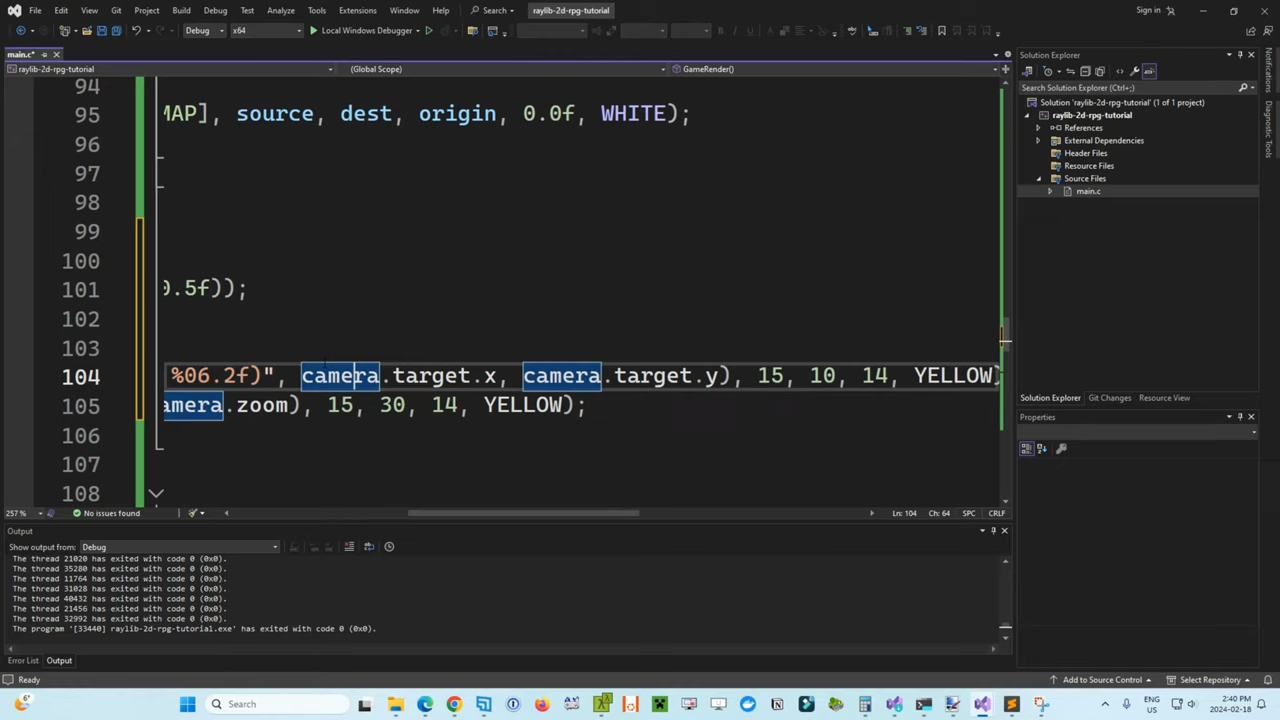 File Edit View Git Project Build Debug Test Analyze Tools Extensions Window Help Search raylib-2d-rpg-tutorial Sign in
Debug x64 Local Windows Debugger
main.c*
raylib-2d-rpg-tutorial (Global Scope) GameRender()
94
95 MAP], source, dest, origin, 0.0f, WHITE);
96
97
98
99
100
101 0.5f));
102
103
104 %06.2f)", camera.target.x, camera.target.y), 15, 10, 14, YELLOW)
105 amera.zoom), 15, 30, 14, YELLOW);
106
107
108
257 % No issues found Ln: 104 Ch: 64 SPC CRLF
Output
Show output from: Debug
The thread 21020 has exited with code 0 (0x0).
The thread 35280 has exited with code 0 (0x0).
The thread 11764 has exited with code 0 (0x0).
The thread 31028 has exited with code 0 (0x0).
The thread 40432 has exited with code 0 (0x0).
The thread 21456 has exited with code 0 (0x0).
The thread 32992 has exited with code 0 (0x0).
The program '[33440] raylib-2d-rpg-tutorial.exe' has exited with code 0 (0x0).
Error List Output
Solution Explorer
Search Solution Explorer (Ctrl+;)
Solution 'raylib-2d-rpg-tutorial' (1 of 1 project)
raylib-2d-rpg-tutorial
References
External Dependencies
Header Files
Resource Files
Source Files
main.c
Solution Explorer Git Changes Resource View
Properties
Notifications
Diagnostic Tools
Ready Add to Source Control Select Repository
6° Search ENG US 2:40 PM 2024-02-18